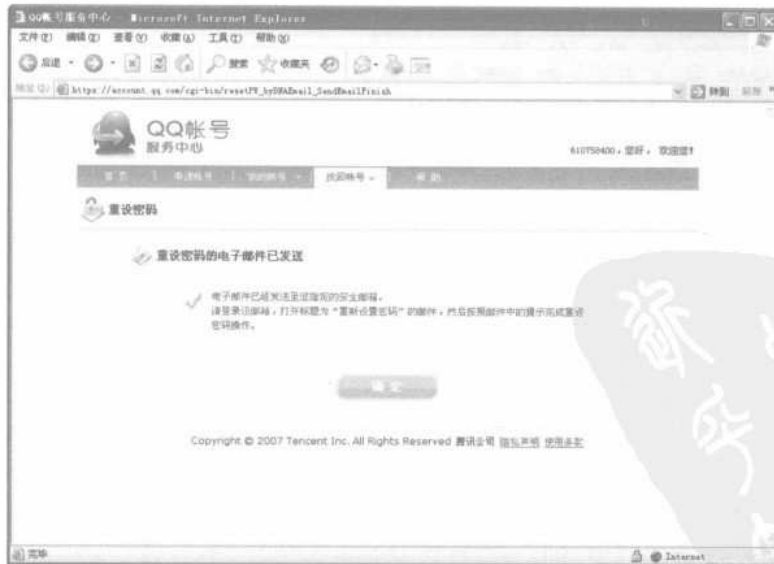 QQ帐号服务中心 - Microsoft Internet Explorer
文件(F) 编辑(E) 查看(V) 收藏(A) 工具(T) 帮助(H)
后退 搜索 收藏夹
地址(D) https://account.qq.com/cgi-bin/resetPW_byDNAEmail_SendEmailFinish 转到 链接 »
QQ帐号
服务中心
610758400，您好， 欢迎您!
首 页 申请帐号 我的帐号 找回帐号 帮 助
重设密码
重设密码的电子邮件已发送
电子邮件已经发送至您指定的安全邮箱。
请登录该邮箱，打开标题为“重新设置密码”的邮件，然后按照邮件中的提示完成重设
密码操作。
确 定
Copyright © 2007 Tencent Inc. All Rights Reserved 腾讯公司 隐私声明 使用条款
完毕 Internet